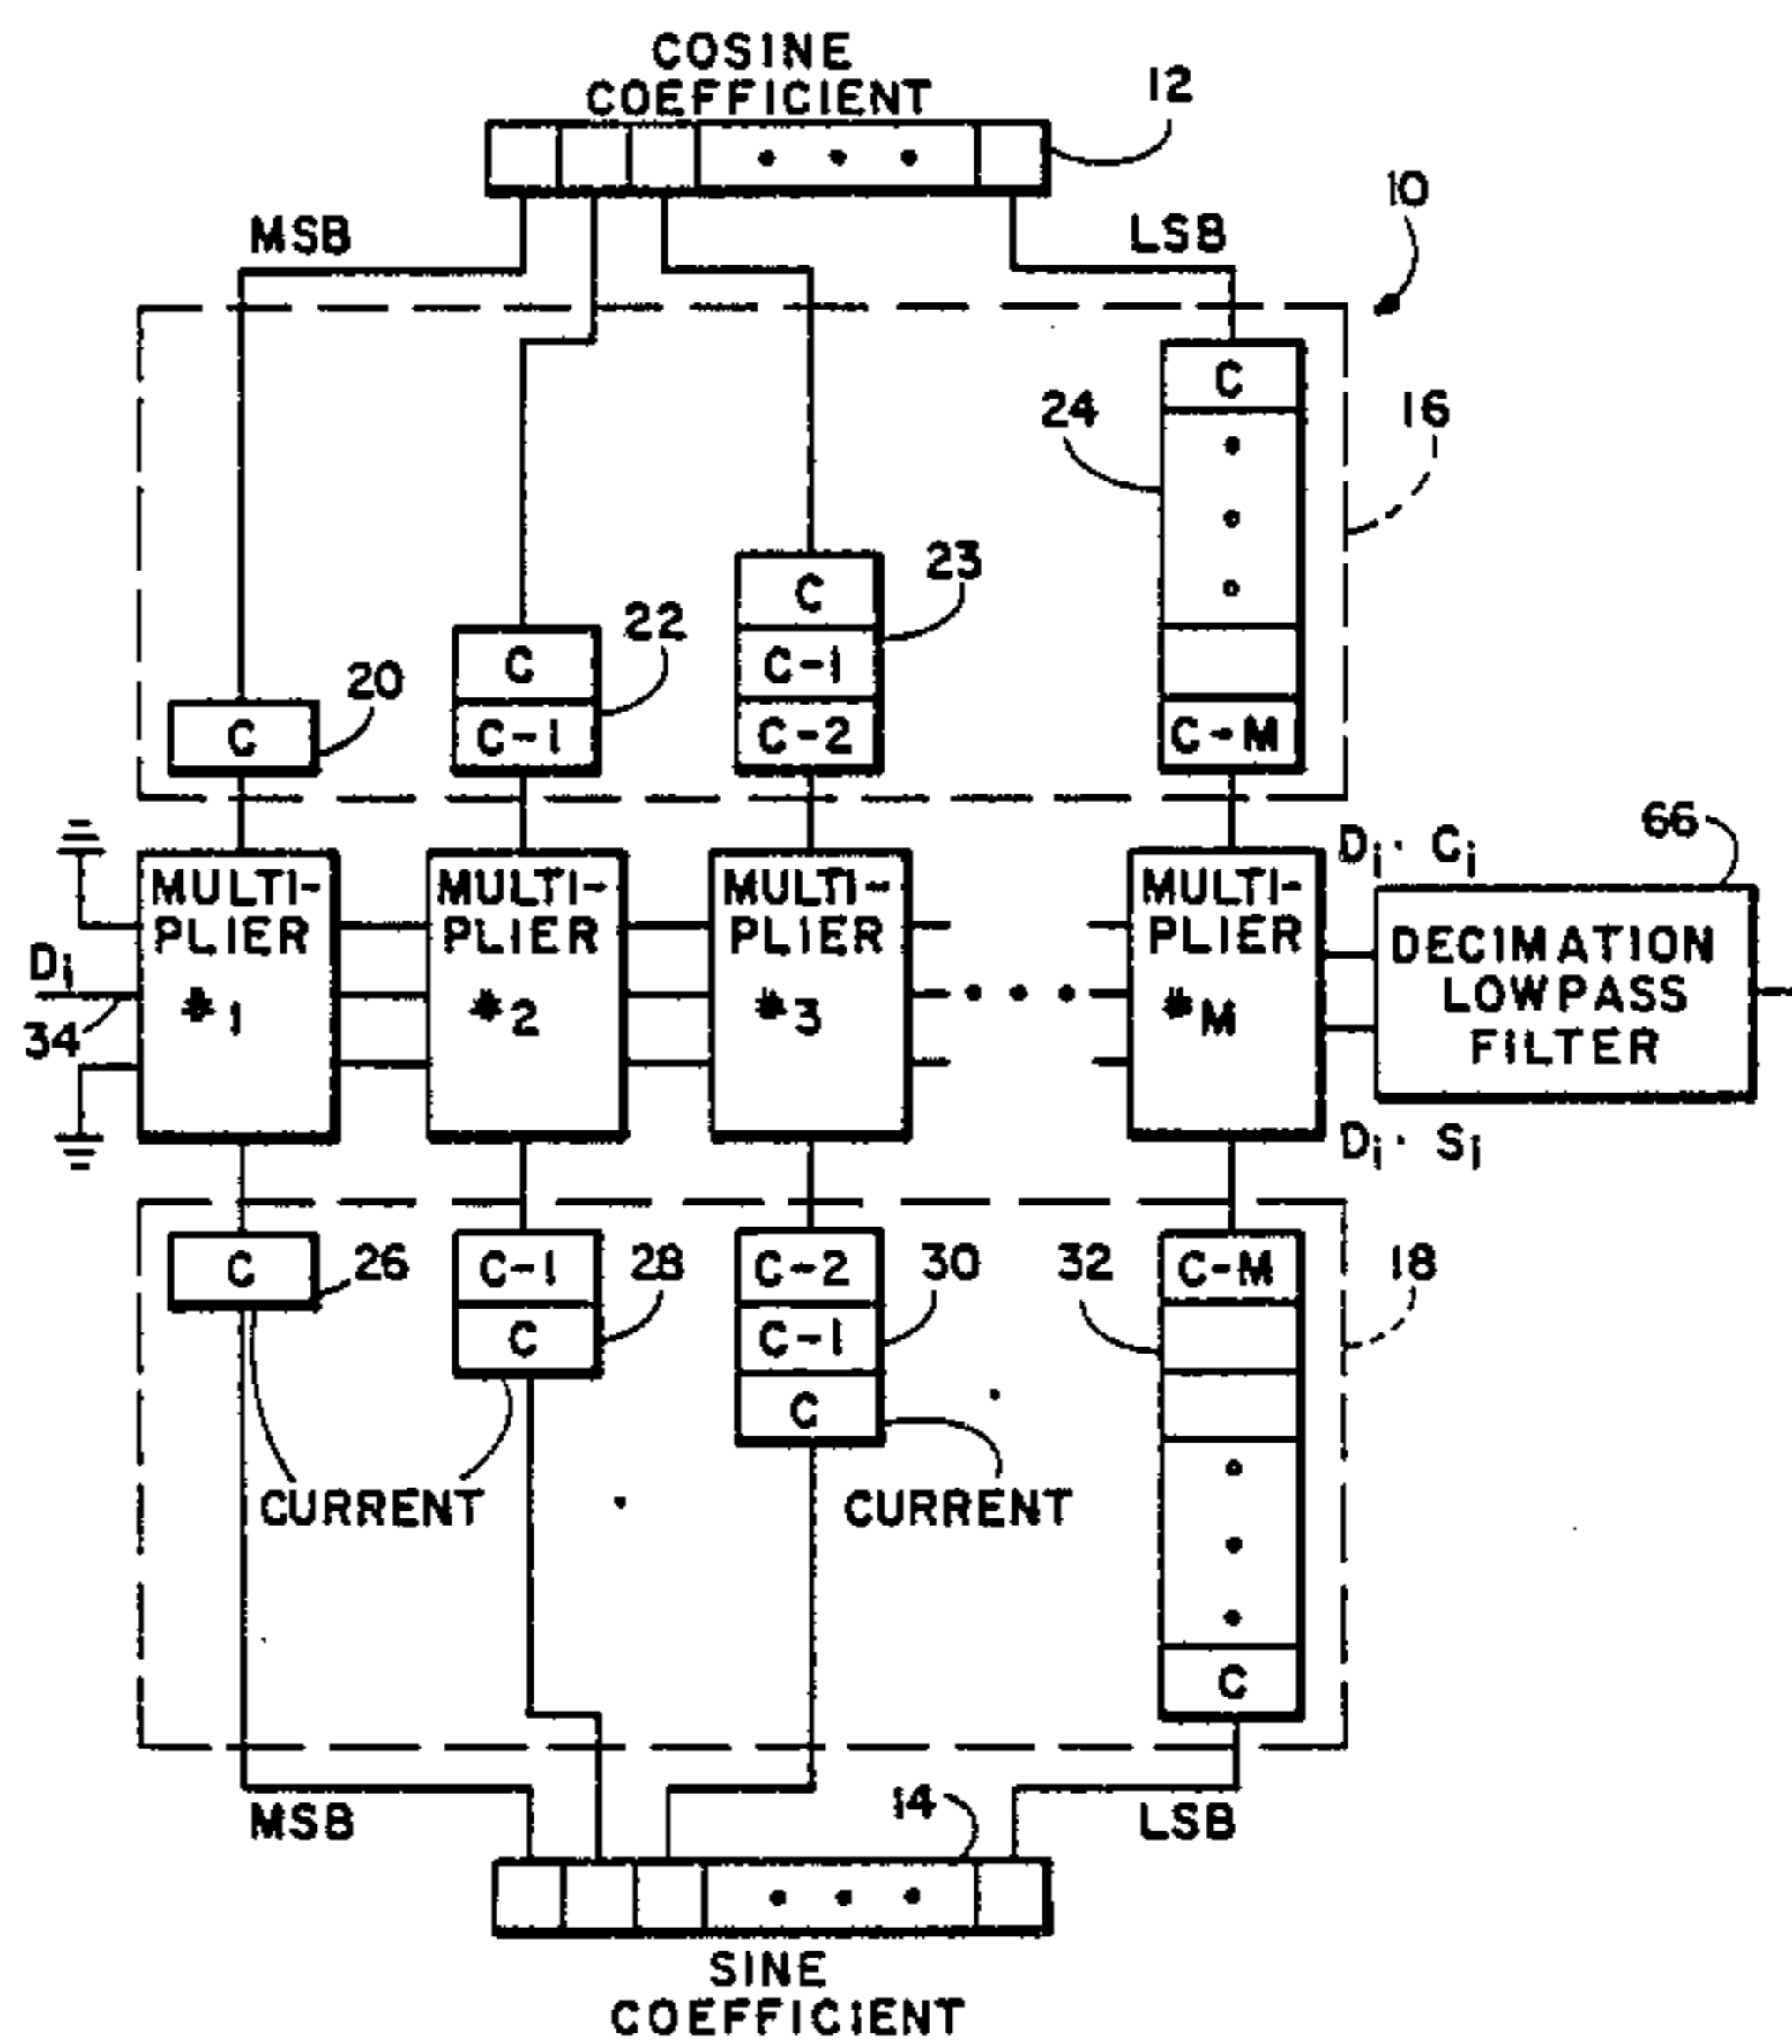 COSINE
COEFFICIENT
12
MSB
LSB
10
C
24
16
C
23
C
22
C-1
20
C
C-1
C-2
C-M
66
Di · Ci
MULTI-
PLIER
*1
MULTI-
PLIER
*2
MULTI-
PLIER
*3
MULTI-
PLIER
*M
Di
34
DECIMATION
LOWPASS
FILTER
Di · Si
C
26
C-1
28
C-2
30
32
C-M
18
C
C-1
C
CURRENT
CURRENT
C
MSB
14
LSB
SINE
COEFFICIENT